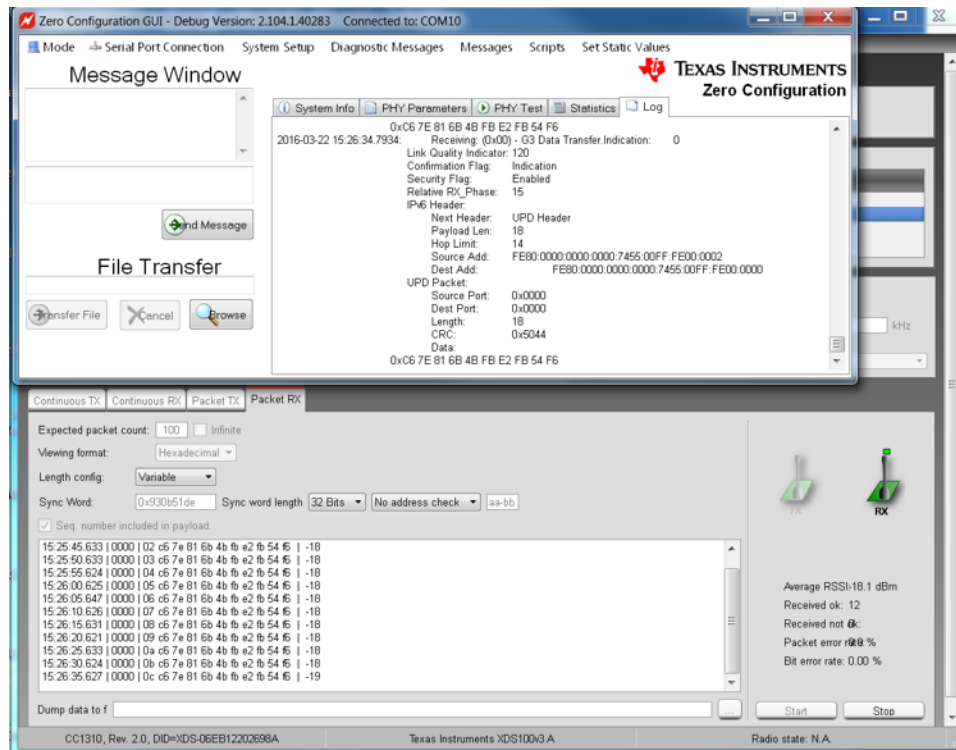 Zero Configuration GUI - Debug Version: 2.104.1.40283 Connected to: COM10
Mode Serial Port Connection System Setup Diagnostic Messages Messages Scripts Set Static Values
Message Window
TEXAS INSTRUMENTS
Zero Configuration
System Info PHY Parameters PHY Test Statistics Log
0xC6 7E 81 6B 4B FB E2 FB 54 F6
2016-03-22 15:26:34.7934: Receiving: (0x00) - G3 Data Transfer.Indication: 0
Link Quality Indicator: 120
Confirmation Flag: Indication
Security Flag: Enabled
Relative RX_Phase: 15
IPv6 Header:
Next Header: UPD Header
Payload Len: 18
Hop Limit: 14
Source Add: FE80:0000:0000:0000:7455:00FF:FE00:0002
Dest Add: FE80:0000:0000:0000:7455:00FF:FE00:0000
UPD Packet:
Source Port: 0x0000
Dest Port: 0x0000
Length: 18
CRC: 0x5044
Data:
0xC6 7E 81 6B 4B FB E2 FB 54 F6
Message
File Transfer
File Cancel Browse
kHz
Continuous TX Continuous RX Packet TX Packet RX
Expected packet count: 100 Infinite
Viewing format: Hexadecimal
Length config: Variable
Sync Word: 0x930b51de Sync word length 32 Bits No address check aa-bb
Seq. number included in payload.
15:25:45.633 | 0000 | 02 c6 7e 81 6b 4b fb e2 fb 54 f6 | -18
15:25:50.633 | 0000 | 03 c6 7e 81 6b 4b fb e2 fb 54 f6 | -18
15:25:55.624 | 0000 | 04 c6 7e 81 6b 4b fb e2 fb 54 f6 | -18
15:26:00.625 | 0000 | 05 c6 7e 81 6b 4b fb e2 fb 54 f6 | -18
15:26:05.647 | 0000 | 06 c6 7e 81 6b 4b fb e2 fb 54 f6 | -18
15:26:10.626 | 0000 | 07 c6 7e 81 6b 4b fb e2 fb 54 f6 | -18
15:26:15.631 | 0000 | 08 c6 7e 81 6b 4b fb e2 fb 54 f6 | -18
15:26:20.621 | 0000 | 09 c6 7e 81 6b 4b fb e2 fb 54 f6 | -18
15:26:25.633 | 0000 | 0a c6 7e 81 6b 4b fb e2 fb 54 f6 | -18
15:26:30.624 | 0000 | 0b c6 7e 81 6b 4b fb e2 fb 54 f6 | -18
15:26:35.627 | 0000 | 0c c6 7e 81 6b 4b fb e2 fb 54 f6 | -19
TX RX
Average RSSI -18.1 dBm
Received ok: 12
Received not
Packet error %
Bit error rate: 0.00 %
Dump data to f ... Start Stop
CC1310, Rev. 2.0, DID=XDS-06EB12202698A Texas Instruments XDS100v3 A Radio state: N.A.